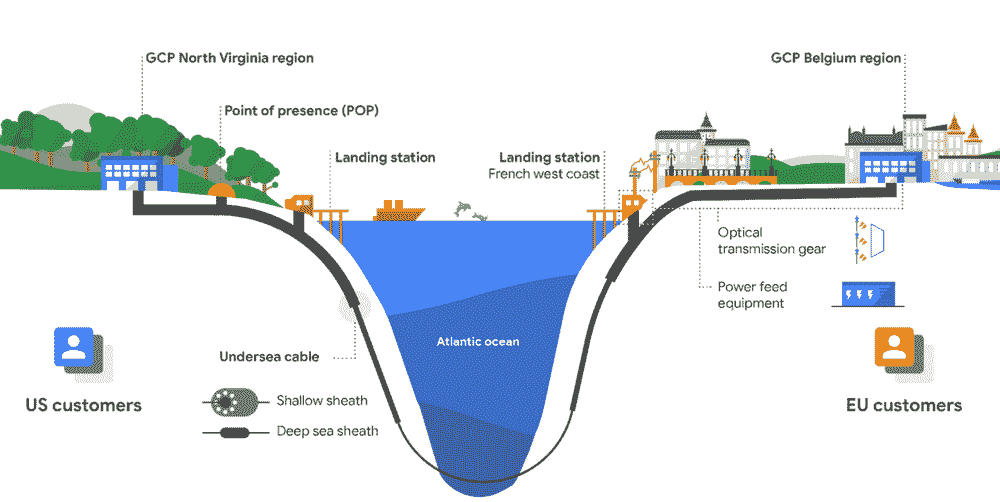 GCP North Virginia region
GCP Belgium region
Point of presence (POP)
Landing station
Landing station
French west coast
Optical
transmission gear
Power feed
equipment
Atlantic ocean
Undersea cable
US customers
Shallow sheath
Deep sea sheath
EU customers